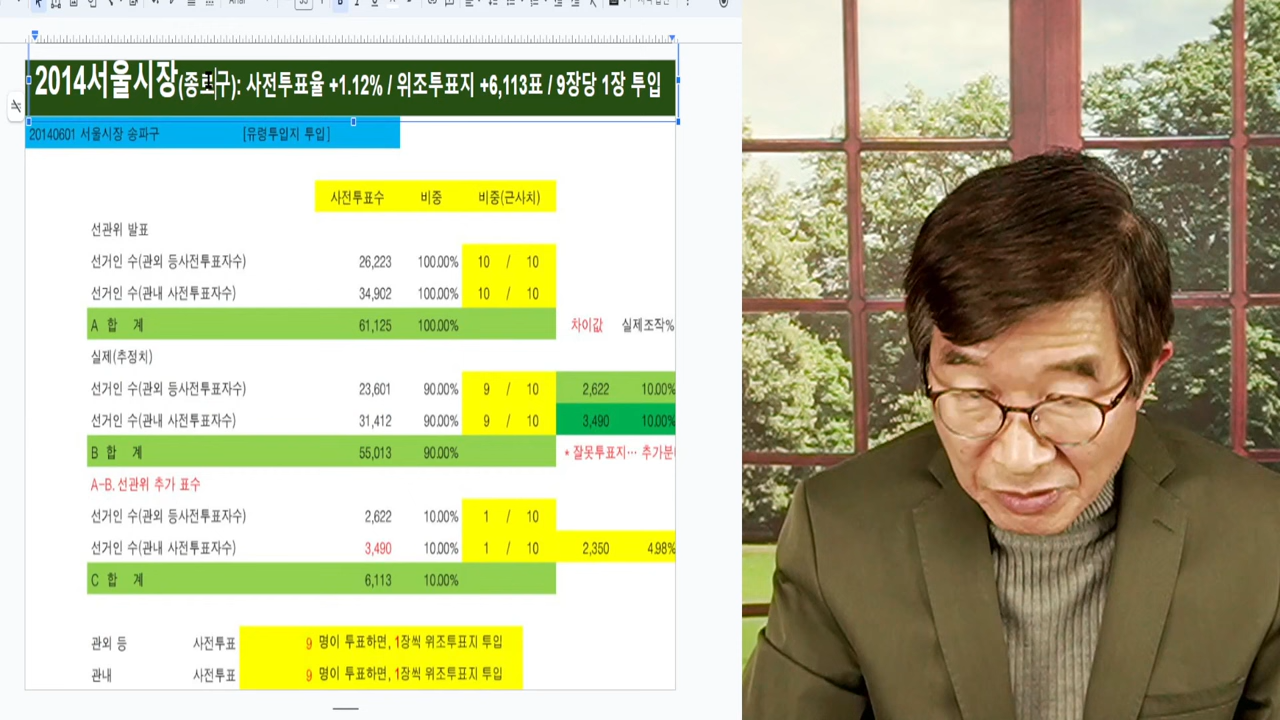 2014서울시장(종로구): 사전투표율 +1.12% / 위조투표지 +6,113표 / 9장당 1장 투입
20140601 서울시장 송파구 [유령투입지 투입]
사전투표수 비중 비중(근사치)
선관위 발표
선거인 수(관외 등사전투표자수) 26,223 100.00% 10 / 10
선거인 수(관내 사전투표자수) 34,902 100.00% 10 / 10
A 합 계 61,125 100.00% 차이값 실제조작%
실제(추정치)
선거인 수(관외 등사전투표자수) 23,601 90.00% 9 / 10 2,622 10.00%
선거인 수(관내 사전투표자수) 31,412 90.00% 9 / 10 3,490 10.00%
B 합 계 55,013 90.00% * 잘못투표지… 추가분
A-B. 선관위 추가 표수
선거인 수(관외 등사전투표자수) 2,622 10.00% 1 / 10
선거인 수(관내 사전투표자수) 3,490 10.00% 1 / 10 2,350 4.98%
C 합 계 6,113 10.00%
관외 등 사전투표 9 명이 투표하면, 1장씩 위조투표지 투입
관내 사전투표 9 명이 투표하면, 1장씩 위조투표지 투입